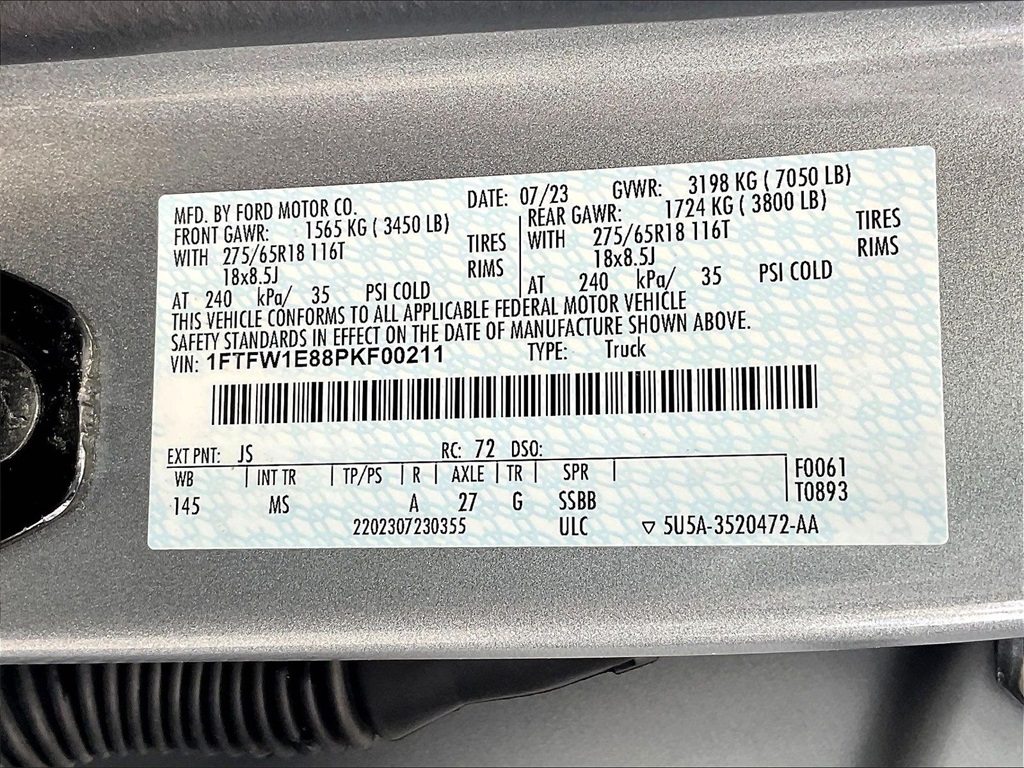 MFD. BY FORD MOTOR CO. DATE: 07/23 GVWR: 3198 KG ( 7050 LB)
FRONT GAWR: 1565 KG ( 3450 LB) REAR GAWR: 1724 KG ( 3800 LB)
WITH 275/65R18 116T TIRES WITH 275/65R18 116T TIRES
18x8.5J RIMS 18x8.5J RIMS
AT 240 kPa/ 35 PSI COLD AT 240 kPa/ 35 PSI COLD
THIS VEHICLE CONFORMS TO ALL APPLICABLE FEDERAL MOTOR VEHICLE
SAFETY STANDARDS IN EFFECT ON THE DATE OF MANUFACTURE SHOWN ABOVE.
VIN: 1FTFW1E88PKF00211 TYPE: Truck
EXT PNT: JS RC: 72 DSO:
WB INT TR TP/PS R AXLE TR SPR F0061
145 MS A 27 G SSBB T0893
2202307230355 ULC ▽ 5U5A-3520472-AA